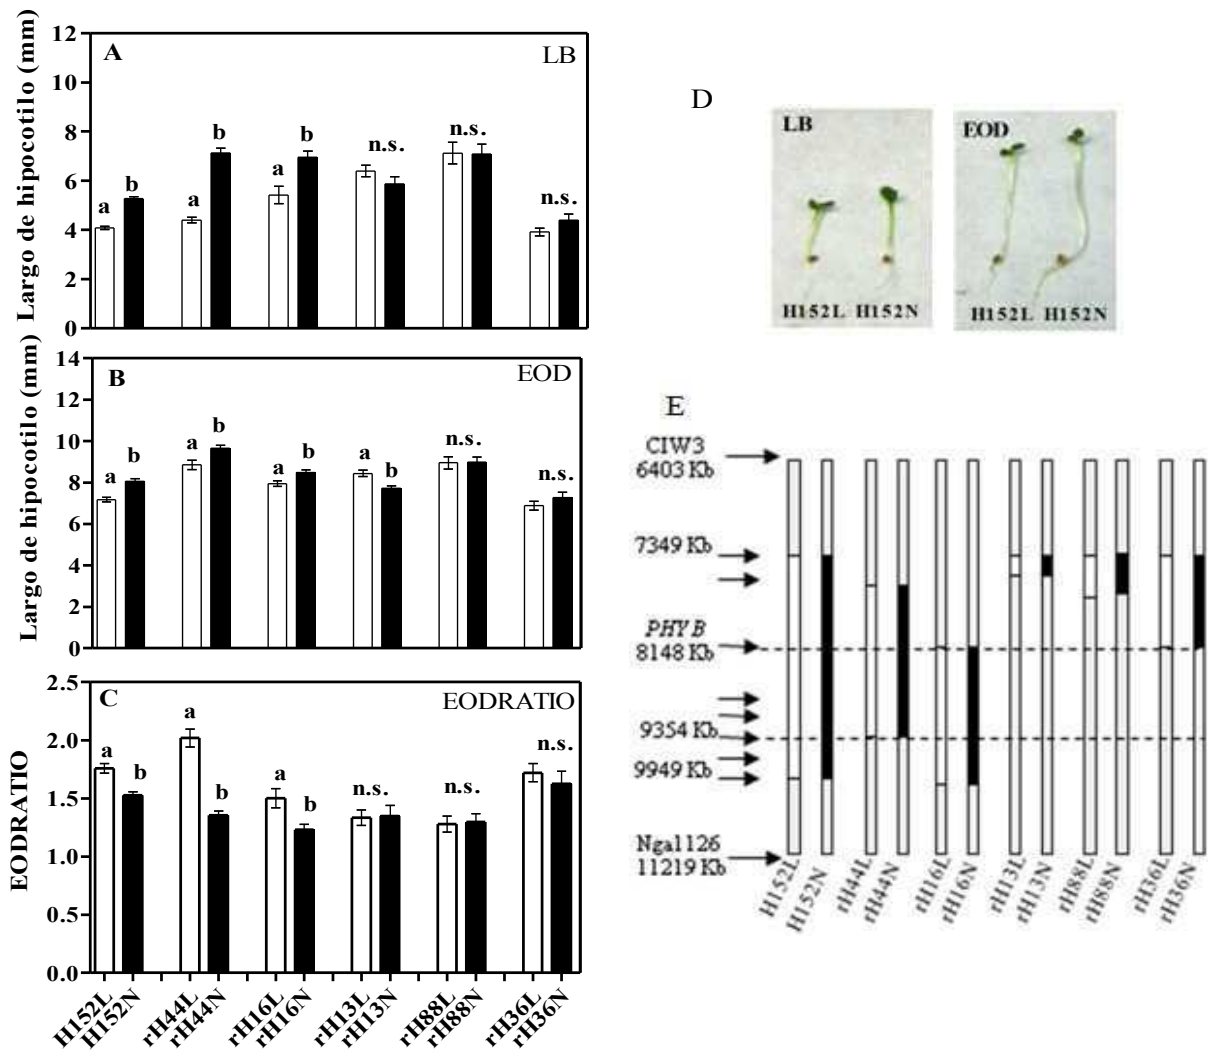 A
LB
Largo de hipocotilo (mm)
12
10
8
6
4
2
0
a
b
a
b
a
b
n.s.
n.s.
n.s.
B
EOD
Largo de hipocotilo (mm)
14
12
10
8
6
4
2
0
a
b
a
b
a
b
a
b
n.s.
n.s.
C
EODRATIO
EODRATIO
2.5
2.0
1.5
1.0
0.5
0.0
a
b
a
b
a
b
n.s.
n.s.
n.s.
H152L
H152N
rH44L
rH44N
rH16L
rH16N
rH13L
rH13N
rH88L
rH88N
rH36L
rH36N
D
LB
H152L H152N
EOD
H152L H152N
E
CIW3
6403 Kb
7349 Kb
PHYB
8148 Kb
9354 Kb
9949 Kb
Nga1126
11219 Kb
H152L
H152N
rH44L
rH44N
rH16L
rH16N
rH13L
rH13N
rH88L
rH88N
rH36L
rH36N